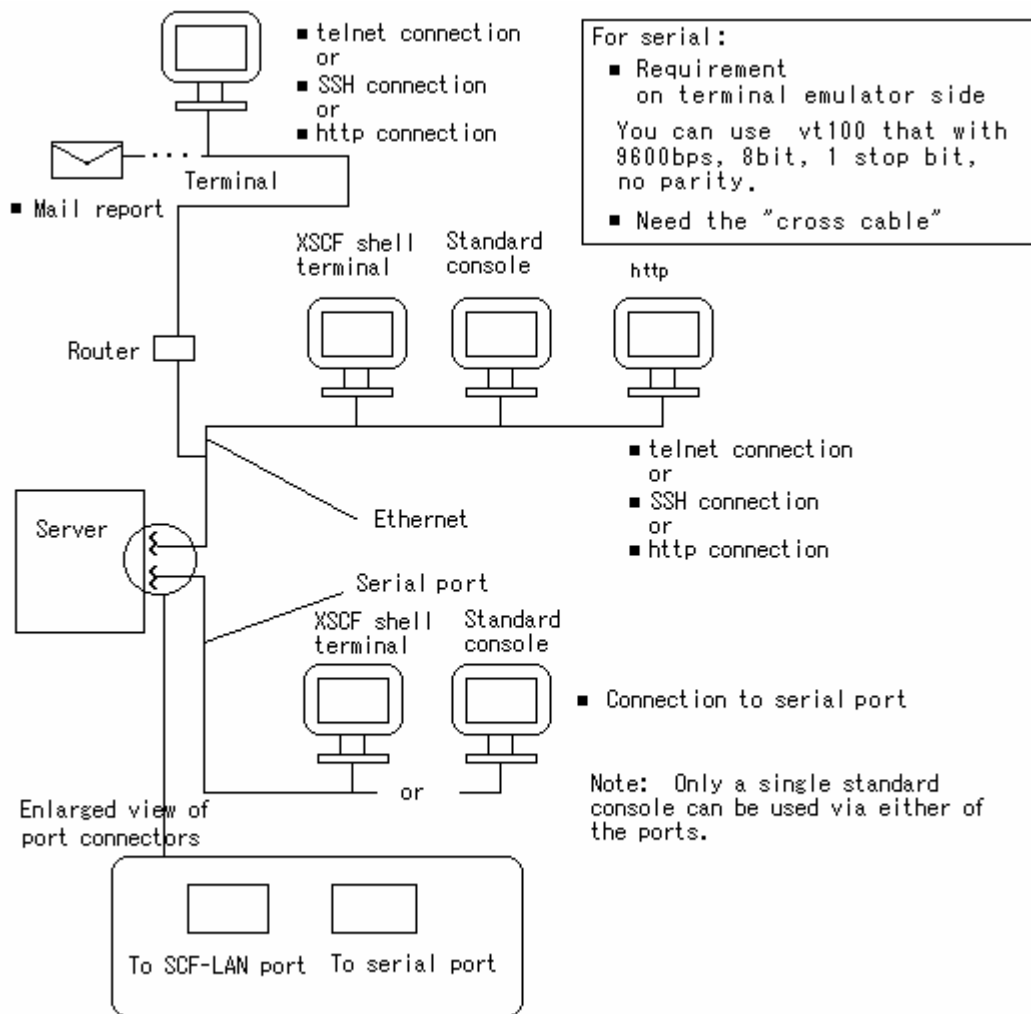 ■ telnet connection
or
■ SSH connection
or
■ http connection
For serial:
■ Requirement
on terminal emulator side
You can use vt100 that with
9600bps, 8bit, 1 stop bit,
no parity.
■ Need the "cross cable"
Terminal
■ Mail report
XSCF shell
terminal
Standard
console
http
Router
■ telnet connection
or
■ SSH connection
or
■ http connection
Ethernet
Server
Serial port
XSCF shell
terminal
Standard
console
■ Connection to serial port
or
Note: Only a single standard
console can be used via either of
the ports.
Enlarged view of
port connectors
To SCF-LAN port
To serial port